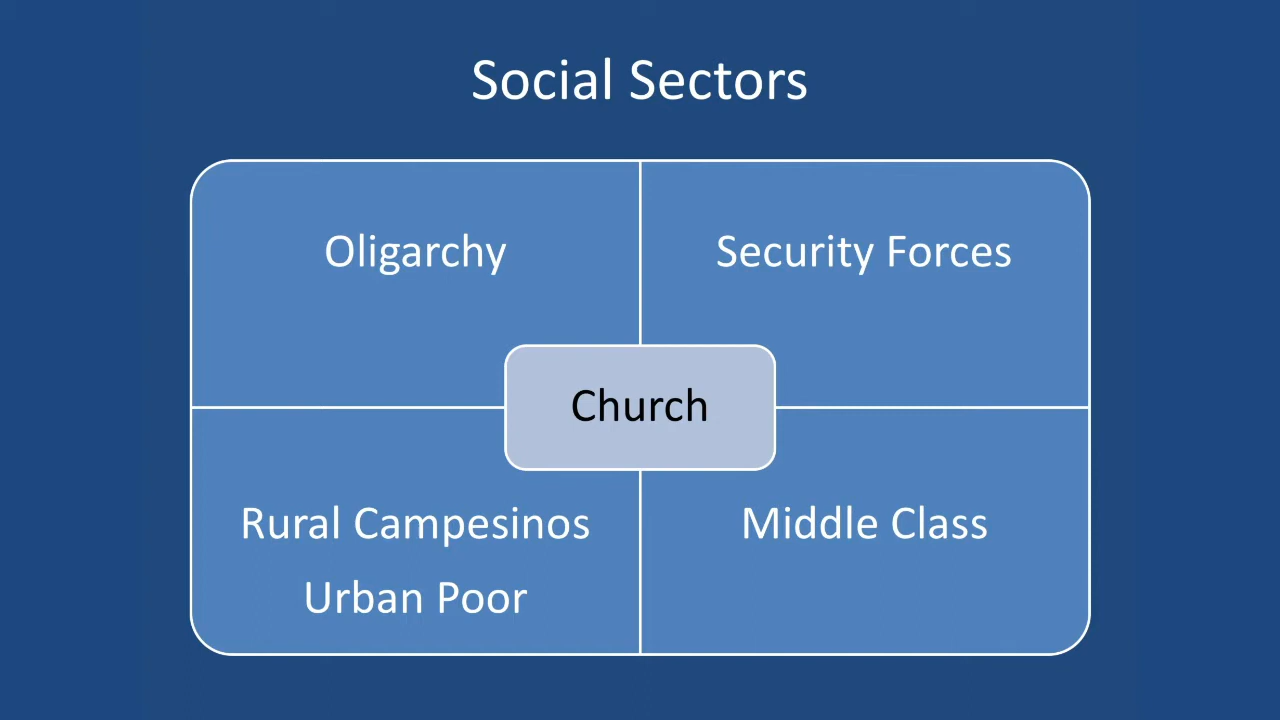 Social Sectors
Oligarchy
Security Forces
Church
Rural Campesinos
Urban Poor
Middle Class